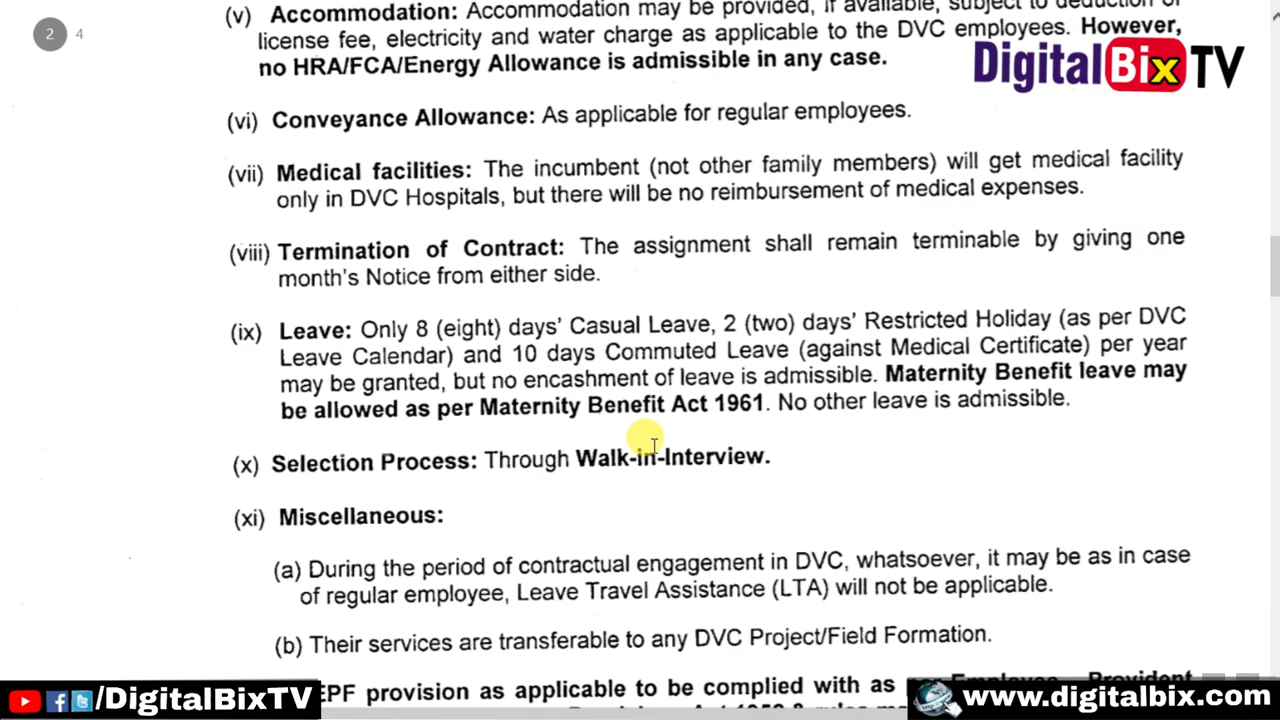 2 4
(v) Accommodation: Accommodation may be provided, if available, subject to deduction of
license fee, electricity and water charge as applicable to the DVC employees. However,
no HRA/FCA/Energy Allowance is admissible in any case.
DigitalBixTV
(vi) Conveyance Allowance: As applicable for regular employees.
(vii) Medical facilities: The incumbent (not other family members) will get medical facility
only in DVC Hospitals, but there will be no reimbursement of medical expenses.
(viii) Termination of Contract: The assignment shall remain terminable by giving one
month's Notice from either side.
(ix) Leave: Only 8 (eight) days' Casual Leave, 2 (two) days' Restricted Holiday (as per DVC
Leave Calendar) and 10 days Commuted Leave (against Medical Certificate) per year
may be granted, but no encashment of leave is admissible. Maternity Benefit leave may
be allowed as per Maternity Benefit Act 1961. No other leave is admissible.
(x) Selection Process: Through Walk-in-Interview.
(xi) Miscellaneous:
(a) During the period of contractual engagement in DVC, whatsoever, it may be as in case
of regular employee, Leave Travel Assistance (LTA) will not be applicable.
(b) Their services are transferable to any DVC Project/Field Formation.
EPF provision as applicable to be complied with as Employee Provident
/DigitalBixTV
www.digitalbix.com